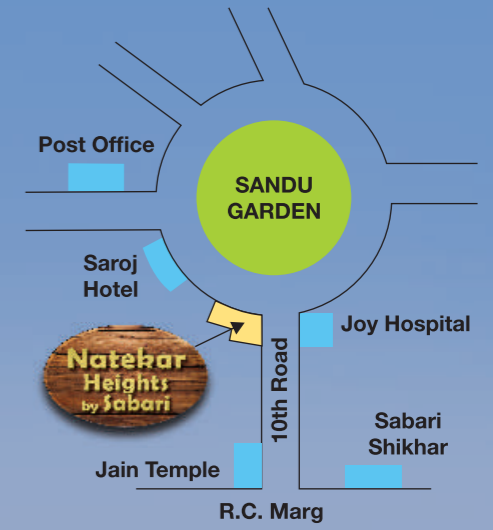 Post Office
SANDU
GARDEN
Saroj
Hotel
Joy Hospital
Natekar
Heights
by Sabari
10th Road
Sabari
Shikhar
Jain Temple
R.C. Marg